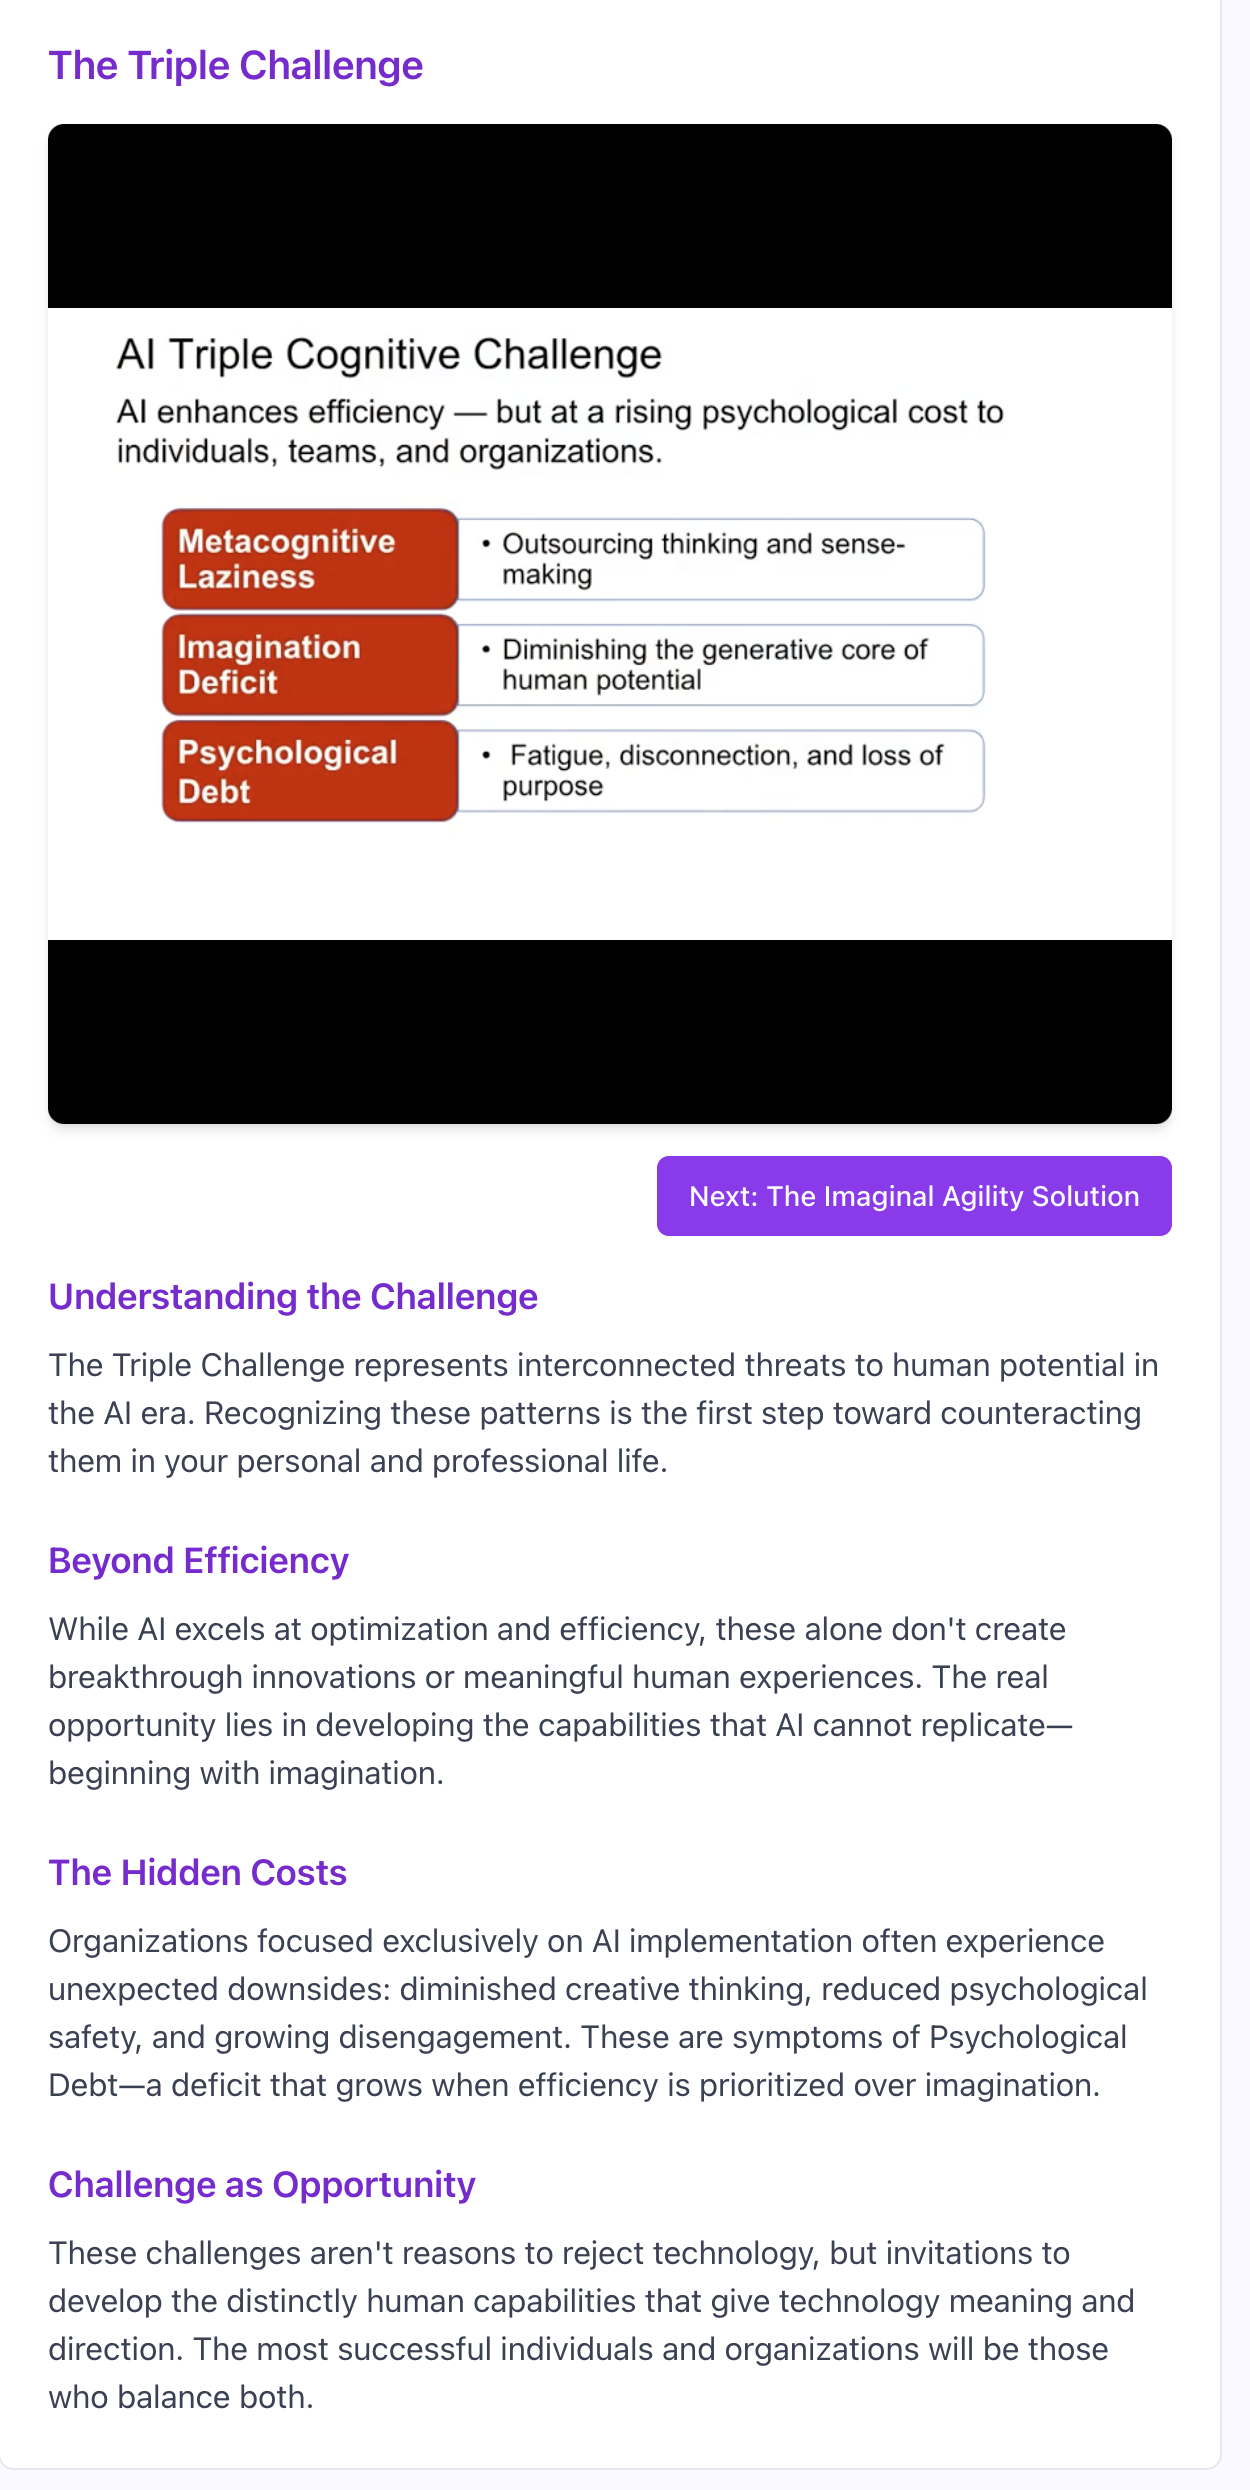 The Triple Challenge
AI Triple Cognitive Challenge
AI enhances efficiency — but at a rising psychological cost to
individuals, teams, and organizations.
Metacognitive
Laziness
• Outsourcing thinking and sense-
making
Imagination
Deficit
• Diminishing the generative core of
human potential
Psychological
Debt
• Fatigue, disconnection, and loss of
purpose
Next: The Imaginal Agility Solution
Understanding the Challenge
The Triple Challenge represents interconnected threats to human potential in
the AI era. Recognizing these patterns is the first step toward counteracting
them in your personal and professional life.
Beyond Efficiency
While AI excels at optimization and efficiency, these alone don't create
breakthrough innovations or meaningful human experiences. The real
opportunity lies in developing the capabilities that AI cannot replicate—
beginning with imagination.
The Hidden Costs
Organizations focused exclusively on AI implementation often experience
unexpected downsides: diminished creative thinking, reduced psychological
safety, and growing disengagement. These are symptoms of Psychological
Debt—a deficit that grows when efficiency is prioritized over imagination.
Challenge as Opportunity
These challenges aren't reasons to reject technology, but invitations to
develop the distinctly human capabilities that give technology meaning and
direction. The most successful individuals and organizations will be those
who balance both.